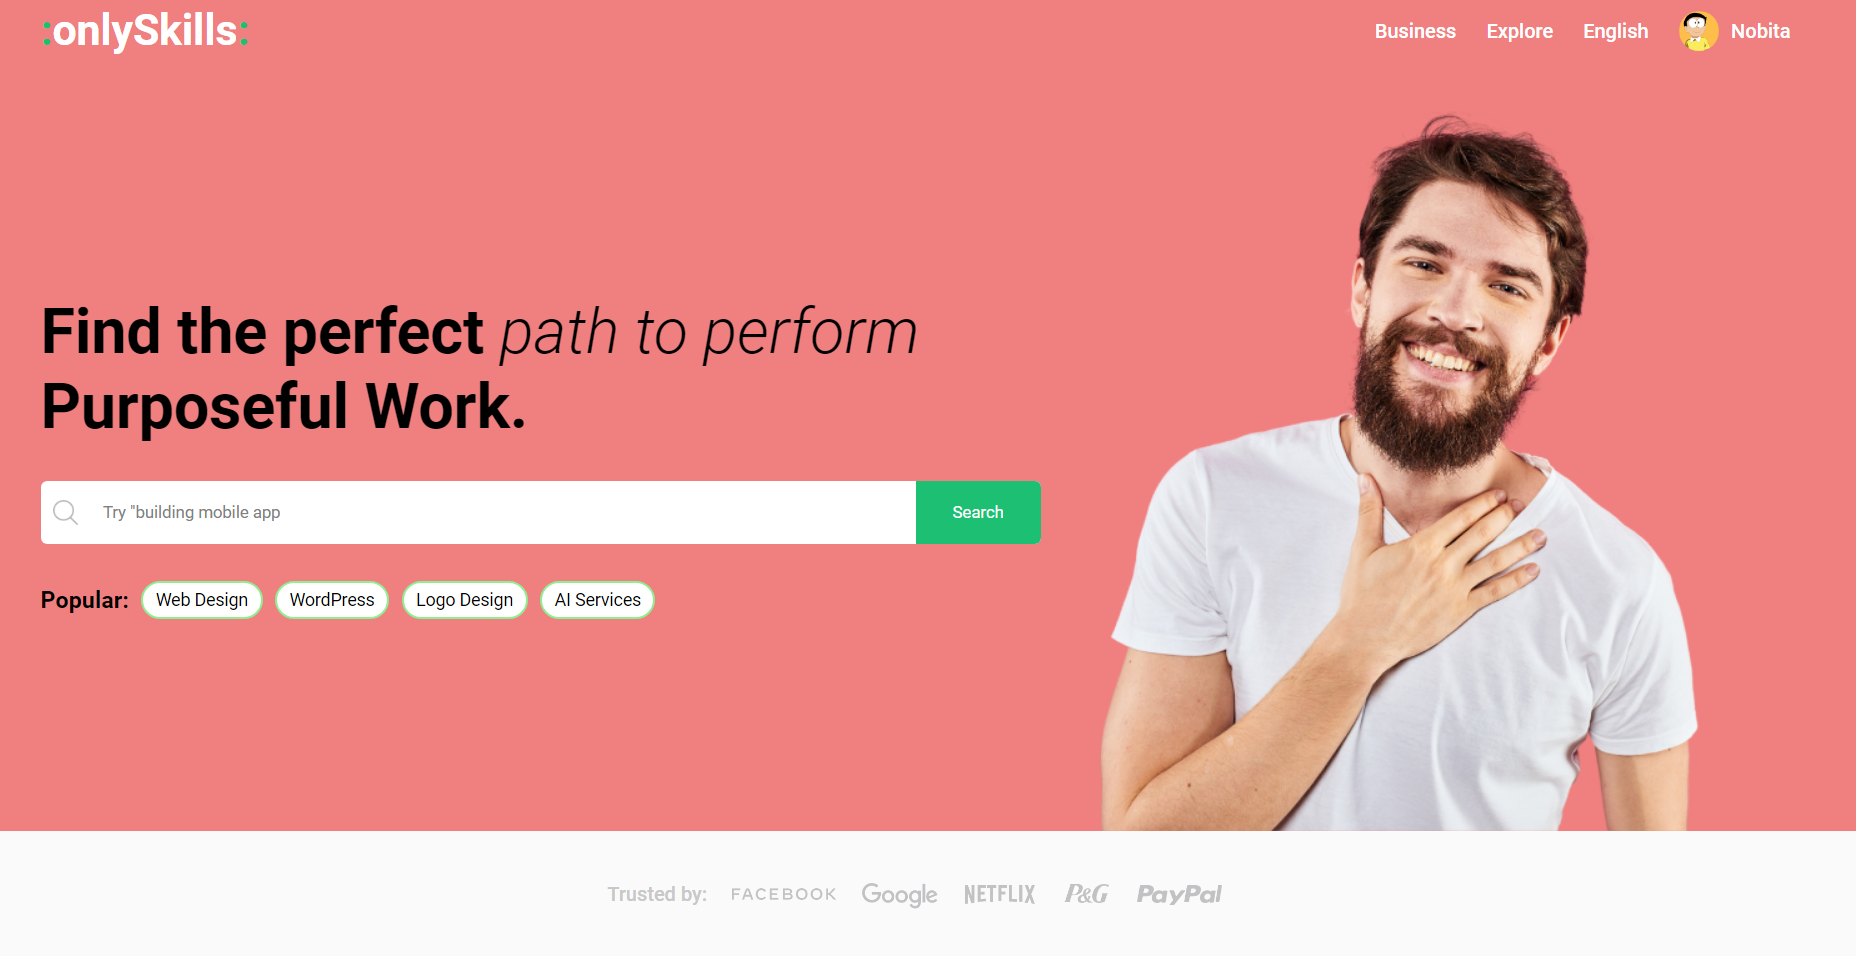 :onlySkills:
Business Explore English Nobita
Find the perfect path to perform
Purposeful Work.
Try "building mobile app
Search
Popular: Web Design WordPress Logo Design AI Services
Trusted by: FACEBOOK Google NETFLIX P&G PayPal